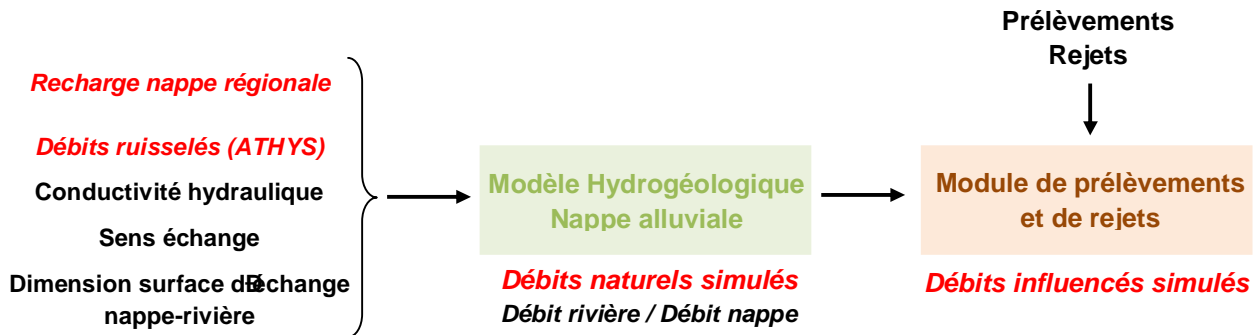 Recharge nappe régionale
Débits ruisselés (ATHYS)
Conductivité hydraulique
Sens échange
Dimension surface d'échange
nappe-rivière
Modèle Hydrogéologique
Nappe alluviale
Débits naturels simulés
Débit rivière / Débit nappe
Prélèvements
Rejets
Module de prélèvements
et de rejets
Débits influencés simulés